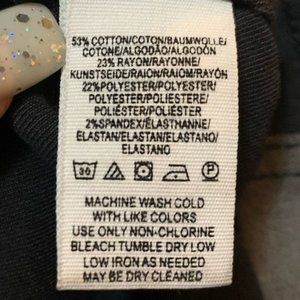 53% COTTON/COTON/BAUMWOLLE/
COTONE/ALGODÃO/ALGODÓN
23% RAYON/RAYONNE/
KUNSTSEIDE/RAION/RAIOM/RAYÓN
22%POLYESTER/POLYESTER/
POLYESTER/POLIESTERE/
POLIÉSTER/POLIÉSTER
2%SPANDEX/ÉLASTHANNE/
ELASTAN/ELASTAN/ELASTANO/
ELASTANO
30 P
MACHINE WASH COLD
WITH LIKE COLORS
USE ONLY NON-CHLORINE
BLEACH TUMBLE DRY LOW
LOW IRON AS NEEDED
MAY BE DRY CLEANED